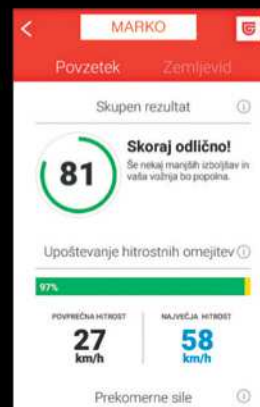 MARKO
Povzetek
Zemljevid
Skupen rezultat
81
Skoraj odlično!
Še nekaj manjših izboljšav in
vaša vožnja bo popolna.
Upoštevanje hitrostnih omejitev
97%
POVPREČNA HITROST
27
km/h
NAJVEČJA HITROST
58
km/h
Prekomerne sile